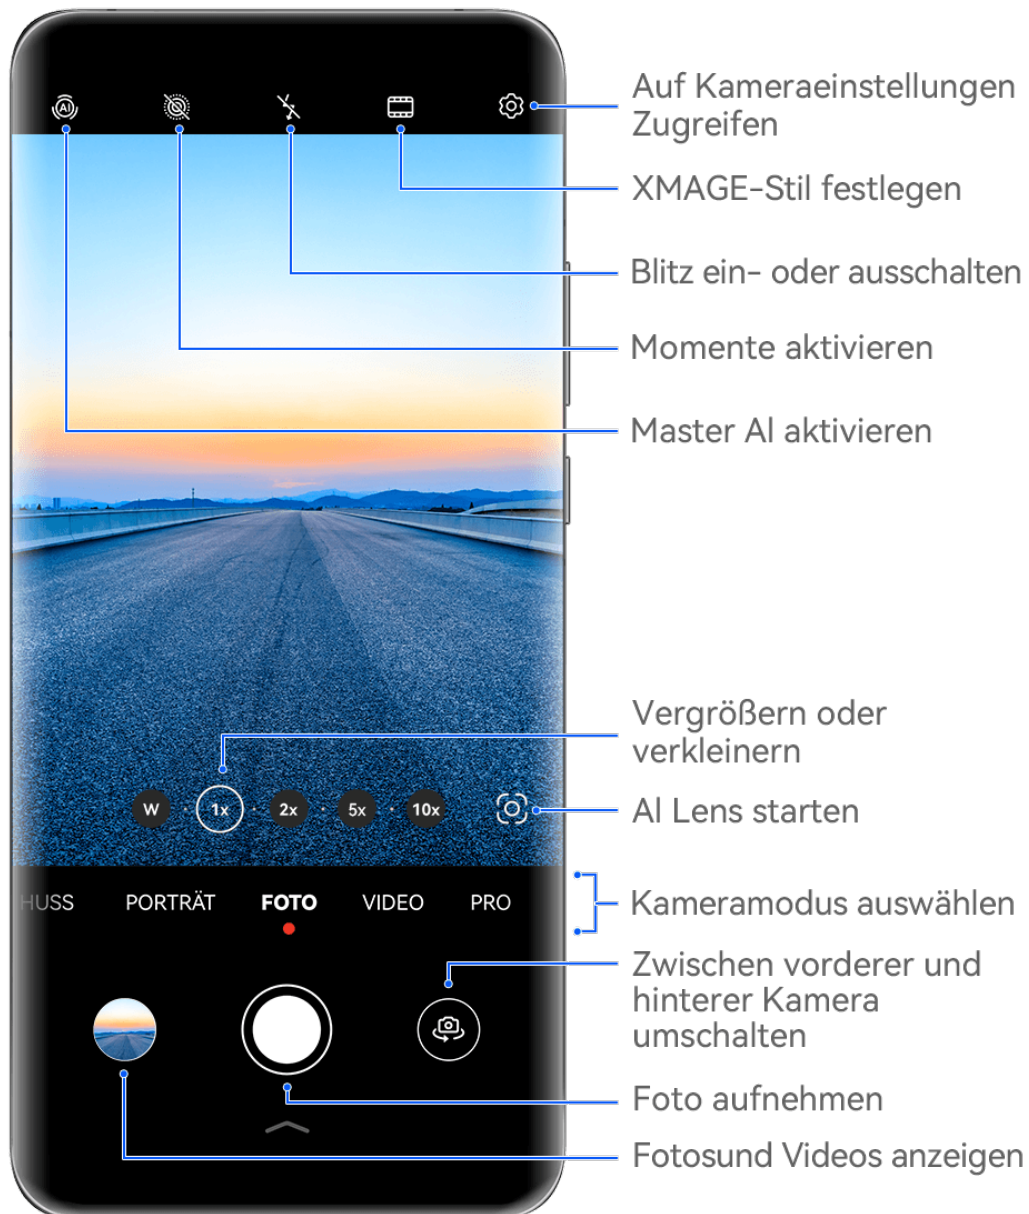 AI
Auf Kameraeinstellungen
Zugreifen
XMAGE-Stil festlegen
Blitz ein- oder ausschalten
Momente aktivieren
Master AI aktivieren
Vergrößern oder
verkleinern
W 1x 2x 5x 10x
AI Lens starten
HUSS PORTRÄT FOTO VIDEO PRO
Kameramodus auswählen
Zwischen vorderer und
hinterer Kamera
umschalten
Foto aufnehmen
Fotosund Videos anzeigen